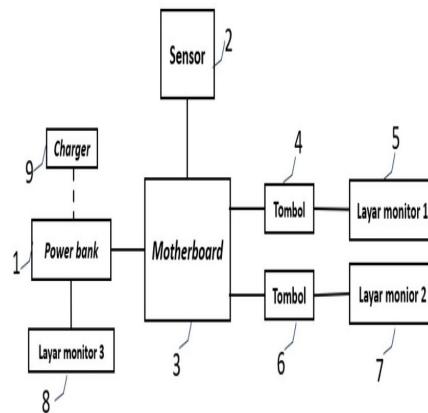 Sensor
2
Charger
9
4
5
Tombol
Layar monitor 1
Power bank
1
Motherboard
Tombol
Layar monior 2
Layar monitor 3
8
3
6
7